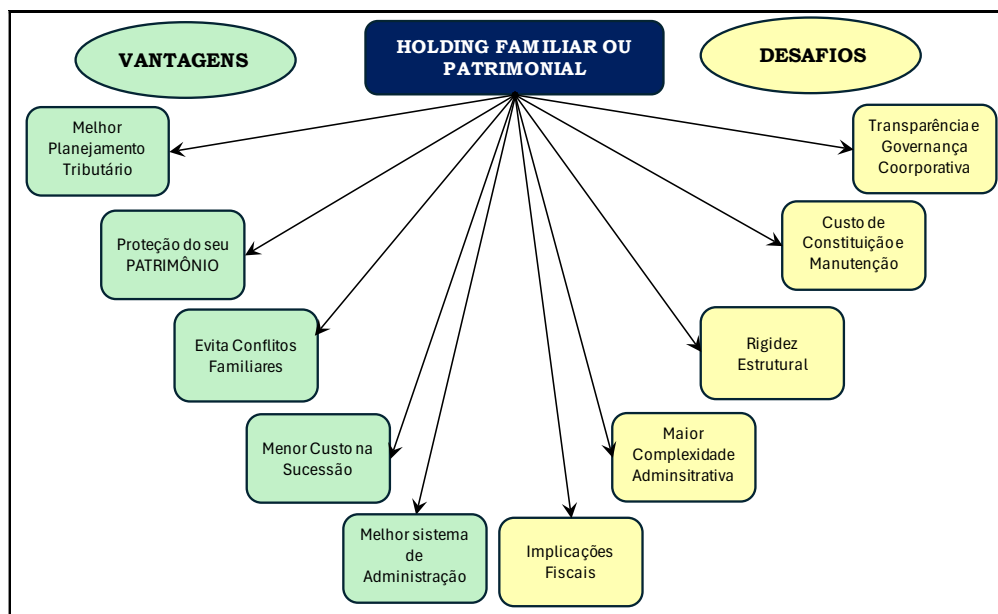 VANTAGENS
HOLDING FAMILIAR OU
PATRIMONIAL
DESAFIOS
Melhor
Planejamento
Tributário
Transparência e
Governança
Coorporativa
Proteção do seu
PATRIMÔNIO
Custo de
Constituição e
Manutenção
Evita Conflitos
Familiares
Rigidez
Estrutural
Menor Custo na
Sucessão
Maior
Complexidade
Adminsitrativa
Melhor sistema
de
Administração
Implicações
Fiscais